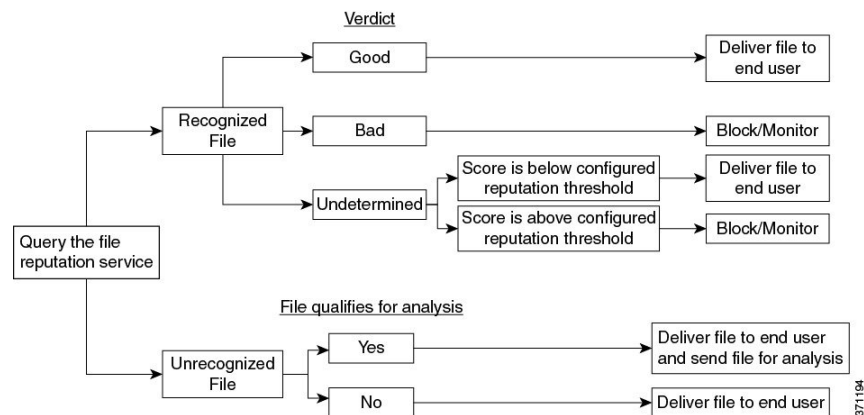 Verdict
Good
Deliver file to
end user
Recognized
File
Bad
Block/Monitor
Undetermined
Score is below configured
reputation threshold
Deliver file to
end user
Score is above configured
reputation threshold
Block/Monitor
Query the file
reputation service
File qualifies for analysis
Unrecognized
File
Yes
Deliver file to end user
and send file for analysis
No
Deliver file to end user
371194